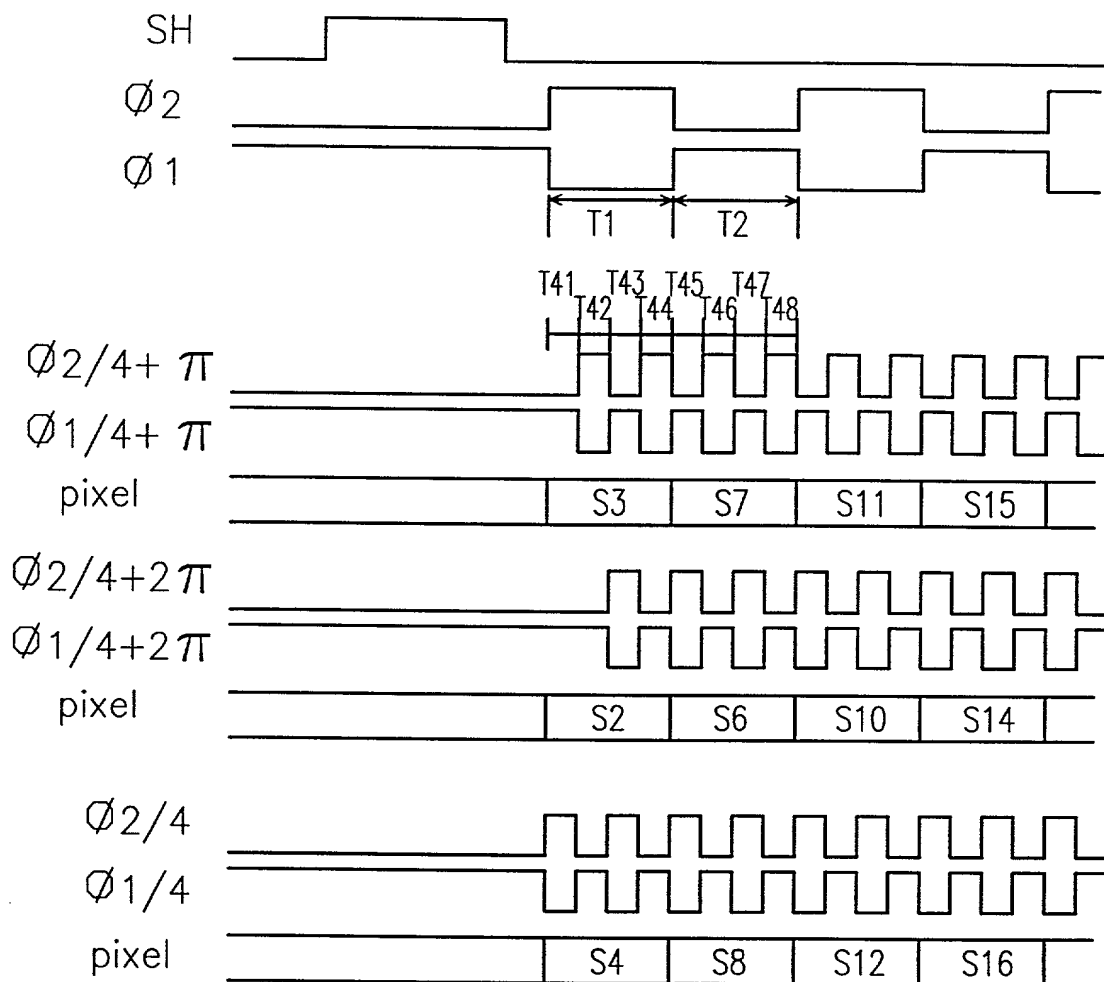 SH
Ø2
Ø1
T1 T2
T41 T43 T45 T47
T42 T44 T46 T48
Ø2/4+ π
Ø1/4+ π
pixel S3 S7 S11 S15
Ø2/4+2π
Ø1/4+2π
pixel S2 S6 S10 S14
Ø2/4
Ø1/4
pixel S4 S8 S12 S16